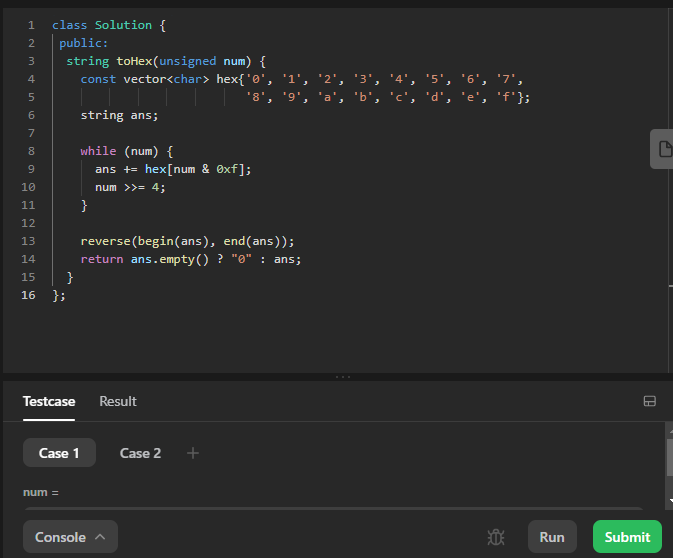 1 class Solution {
2 public:
3 string toHex(unsigned num) {
4 const vector<char> hex{'0', '1', '2', '3', '4', '5', '6', '7',
5 '8', '9', 'a', 'b', 'c', 'd', 'e', 'f'};
6 string ans;
7
8 while (num) {
9 ans += hex[num & 0xf];
10 num >>= 4;
11 }
12
13 reverse(begin(ans), end(ans));
14 return ans.empty() ? "0" : ans;
15 }
16 };
Testcase Result
Case 1 Case 2 +
num =
Console Run Submit